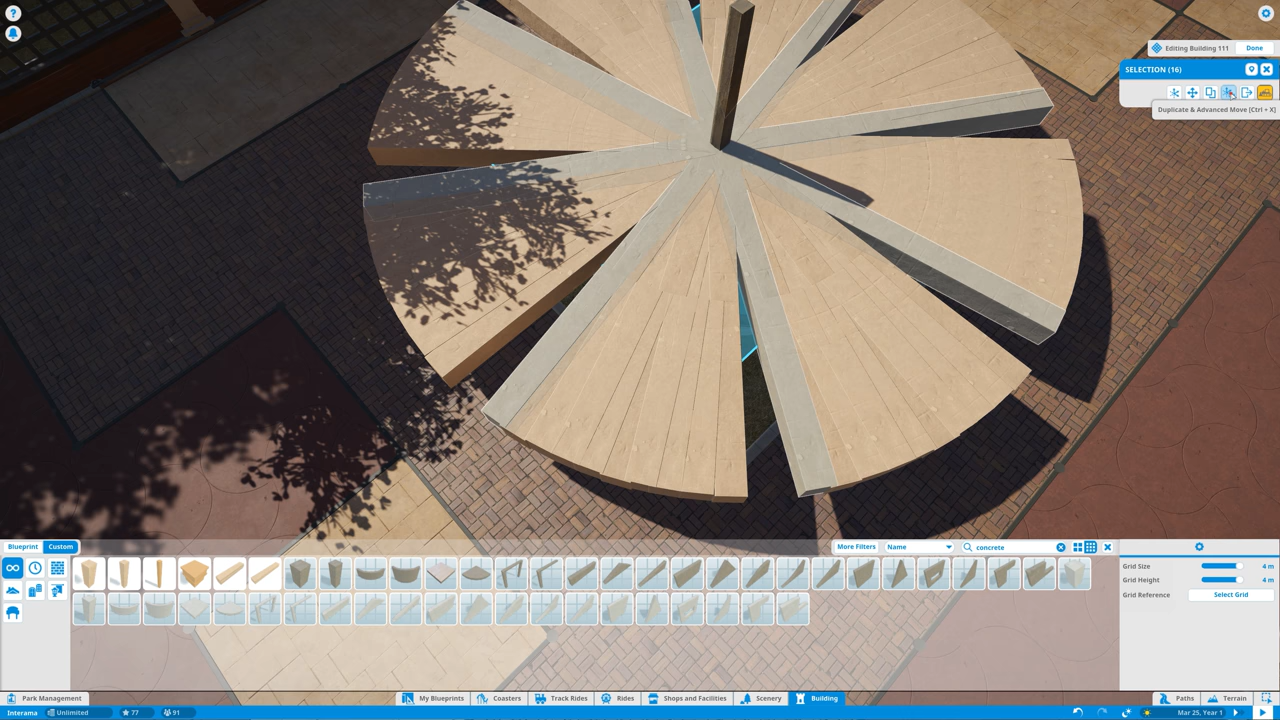 ?
Editing Building 111
Done
SELECTION (16)
Duplicate & Advanced Move [Ctrl + X]
Blueprint
Custom
More Filters
Name
concrete
Grid Size
4 m
Grid Height
4 m
Grid Reference
Select Grid
Park Management
My Blueprints
Coasters
Track Rides
Rides
Shops and Facilities
Scenery
Building
Paths
Terrain
Interama
Unlimited
77
91
Mar 25, Year 1